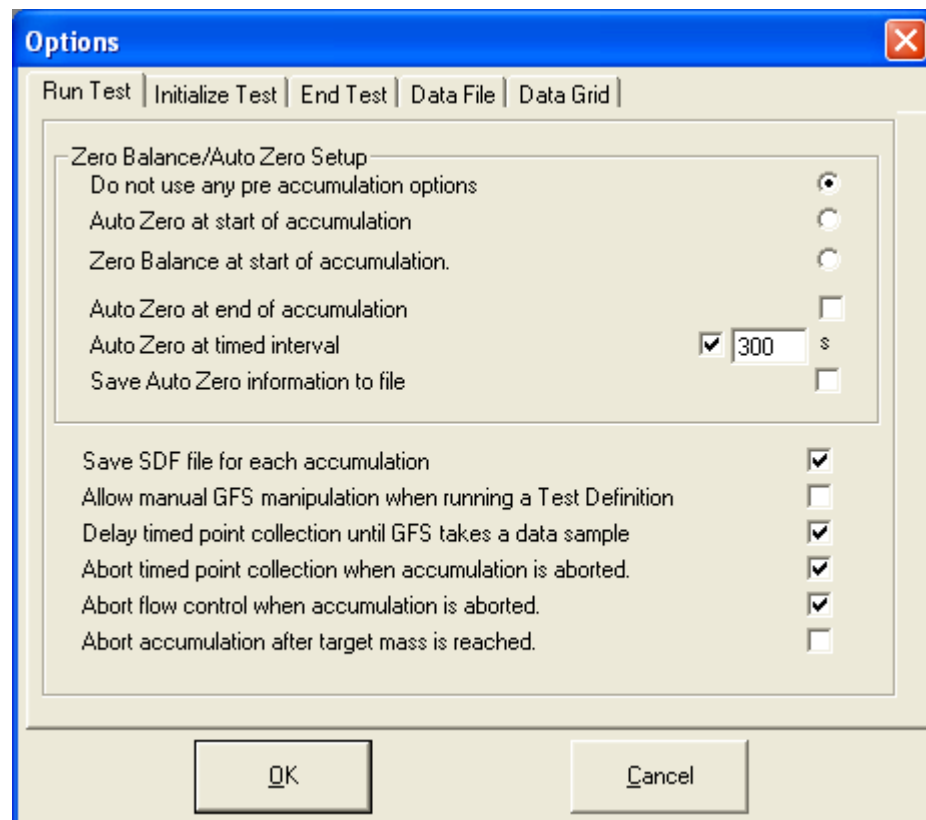 Options
Run Test Initialize Test End Test Data File Data Grid
Zero Balance/Auto Zero Setup
Do not use any pre accumulation options
Auto Zero at start of accumulation
Zero Balance at start of accumulation.
Auto Zero at end of accumulation
Auto Zero at timed interval 300 s
Save Auto Zero information to file
Save SDF file for each accumulation
Allow manual GFS manipulation when running a Test Definition
Delay timed point collection until GFS takes a data sample
Abort timed point collection when accumulation is aborted.
Abort flow control when accumulation is aborted.
Abort accumulation after target mass is reached.
OK Cancel